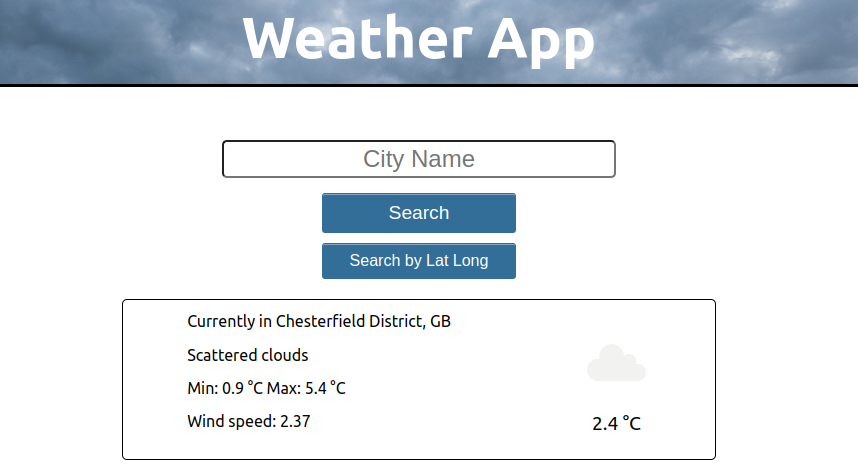 Weather App
City Name
Search
Search by Lat Long
Currently in Chesterfield District, GB
Scattered clouds
Min: 0.9 °C Max: 5.4 °C
Wind speed: 2.37
2.4 °C